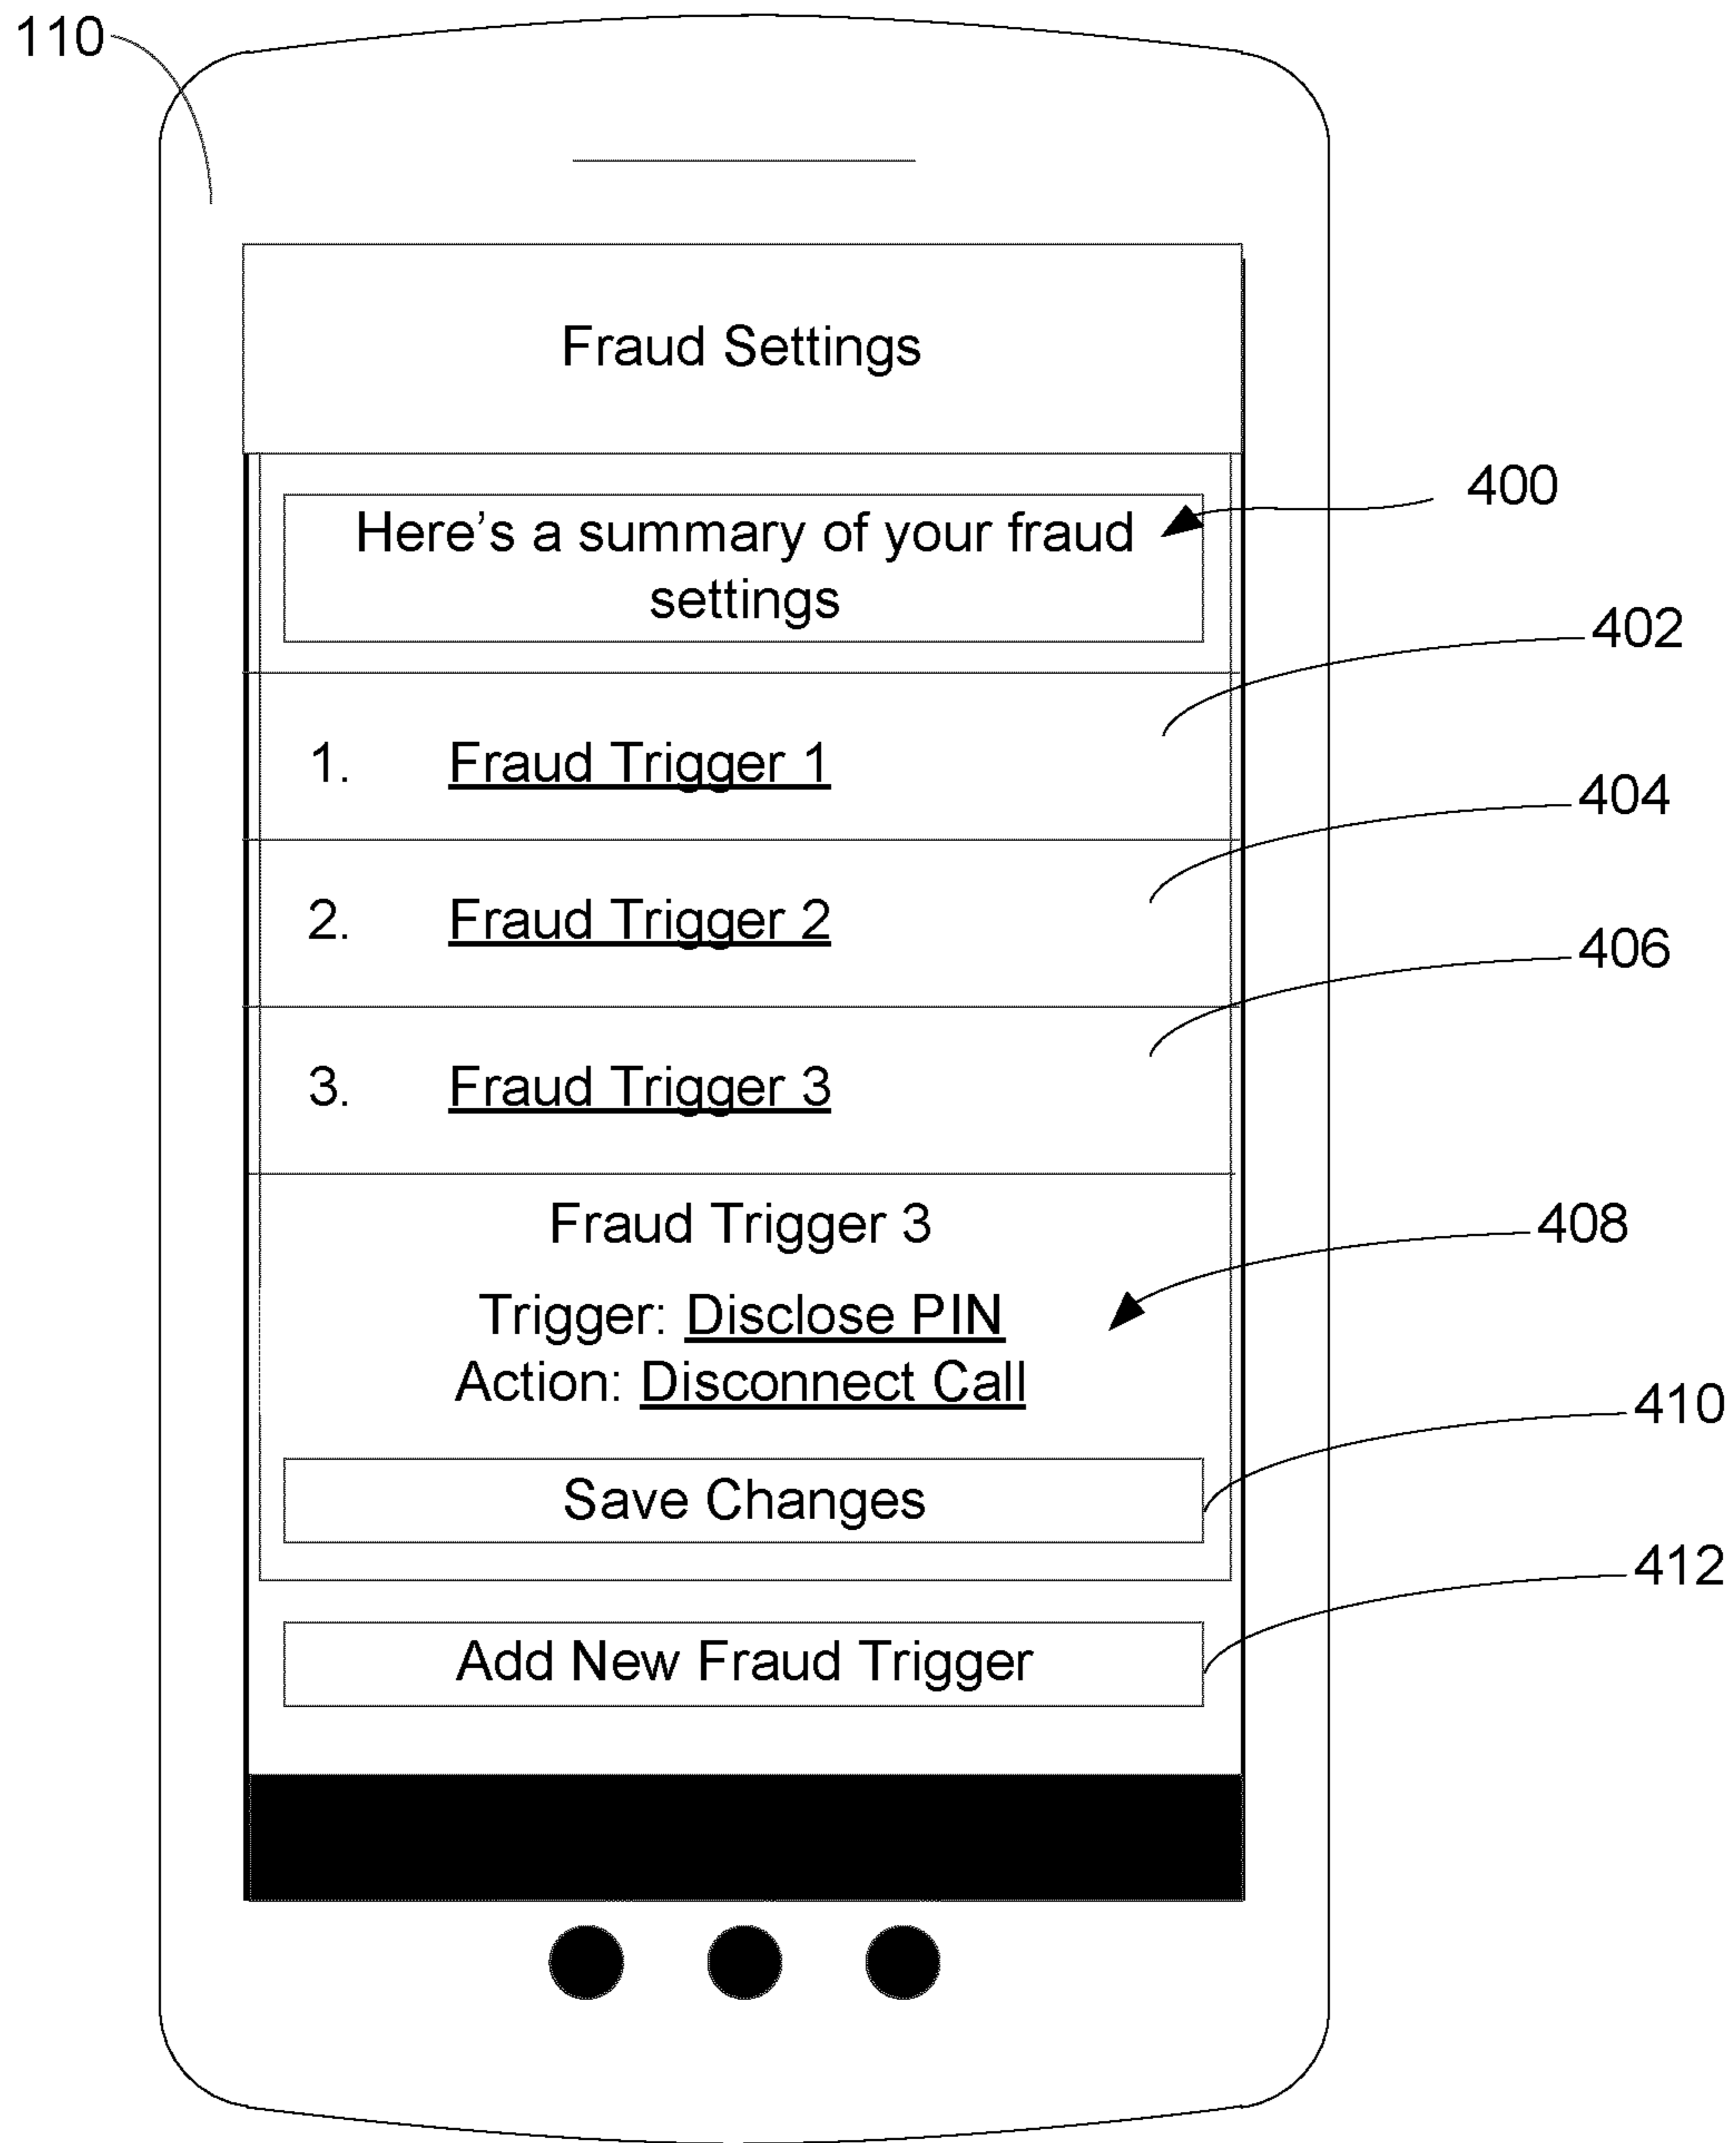 110
Fraud Settings
400
Here's a summary of your fraud
settings
402
1. Fraud Trigger 1
404
2. Fraud Trigger 2
406
3. Fraud Trigger 3
Fraud Trigger 3
408
Trigger: Disclose PIN
Action: Disconnect Call
410
Save Changes
412
Add New Fraud Trigger